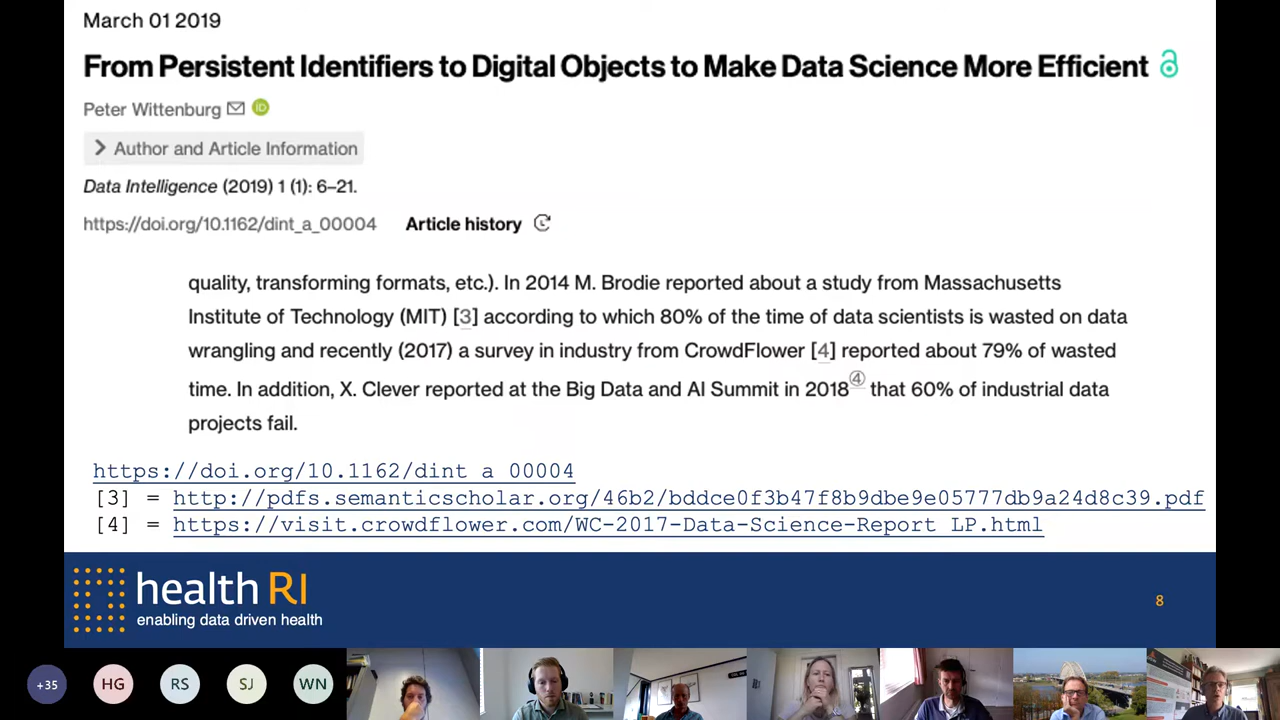 March 01 2019
From Persistent Identifiers to Digital Objects to Make Data Science More Efficient
Peter Wittenburg iD
Author and Article Information
Data Intelligence (2019) 1 (1): 6–21.
https://doi.org/10.1162/dint_a_00004 Article history
quality, transforming formats, etc.). In 2014 M. Brodie reported about a study from Massachusetts
Institute of Technology (MIT) [3] according to which 80% of the time of data scientists is wasted on data
wrangling and recently (2017) a survey in industry from CrowdFlower [4] reported about 79% of wasted
time. In addition, X. Clever reported at the Big Data and AI Summit in 2018④ that 60% of industrial data
projects fail.
https://doi.org/10.1162/dint_a_00004
[3] = http://pdfs.semanticscholar.org/46b2/bddce0f3b47f8b9dbe9e05777db9a24d8c39.pdf
[4] = https://visit.crowdflower.com/WC-2017-Data-Science-Report_LP.html
health RI
enabling data driven health
8
+35 HG RS SJ WN